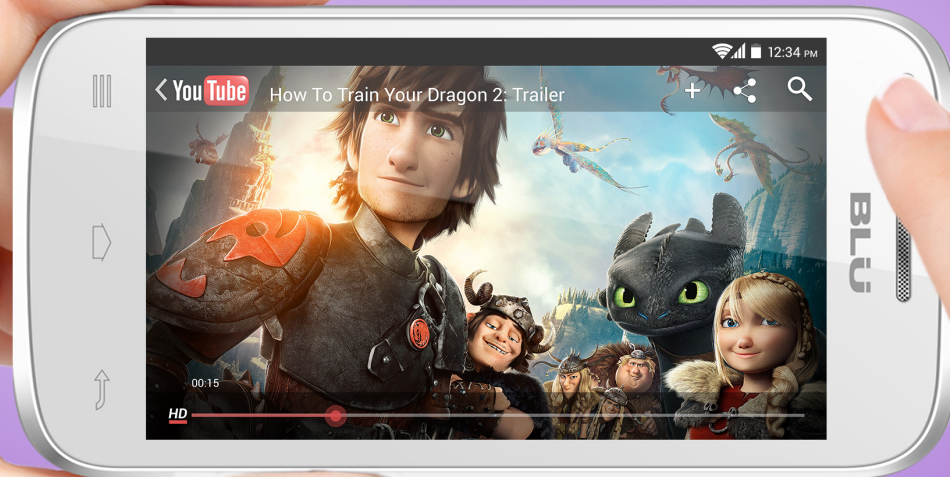 12:34 PM
YouTube How To Train Your Dragon 2: Trailer
BLU
00:15
HD